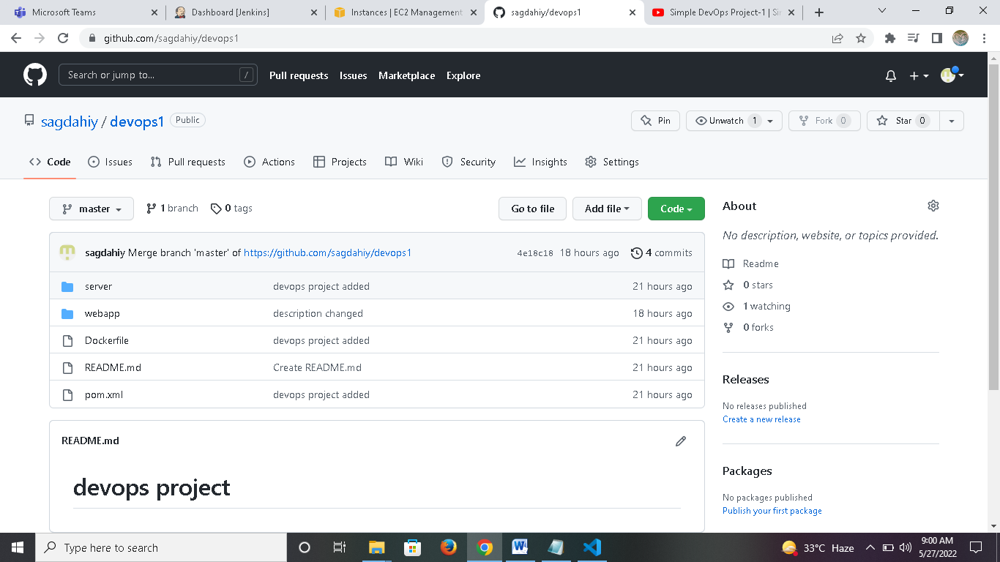 Microsoft Teams
Dashboard [Jenkins]
Instances | EC2 Management
sagdahiy/devops1
Simple DevOps Project-1 | Si
github.com/sagdahiy/devops1
Search or jump to... /
Pull requests Issues Marketplace Explore
sagdahiy / devops1 Public
Pin
Unwatch 1
Fork 0
Star 0
Code Issues Pull requests Actions Projects Wiki Security Insights Settings
master 1 branch 0 tags
Go to file Add file Code
sagdahiy Merge branch 'master' of https://github.com/sagdahiy/devops1 4e18c18 18 hours ago 4 commits
server devops project added 21 hours ago
webapp description changed 18 hours ago
Dockerfile devops project added 21 hours ago
README.md Create README.md 21 hours ago
pom.xml devops project added 21 hours ago
README.md
devops project
About
No description, website, or topics provided.
Readme
0 stars
1 watching
0 forks
Releases
No releases published
Create a new release
Packages
No packages published
Publish your first package
Type here to search
33°C Haze
9:00 AM
5/27/2022